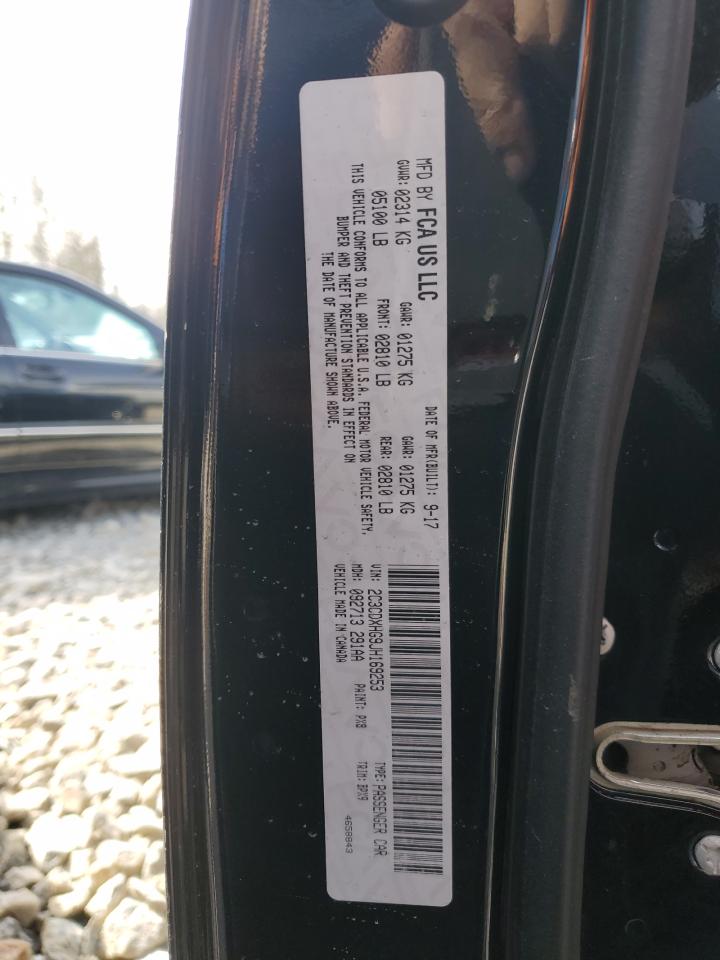 MFD BY FCA US LLC DATE OF MFR(BUILT): 9-17
GVWR: 02314 KG GAWR: 01275 KG GAWR: 01275 KG
05100 LB FRONT: 02810 LB REAR: 02810 LB
THIS VEHICLE CONFORMS TO ALL APPLICABLE U.S.A. FEDERAL MOTOR VEHICLE SAFETY,
BUMPER AND THEFT PREVENTION STANDARDS IN EFFECT ON
THE DATE OF MANUFACTURE SHOWN ABOVE.
VIN: 2C3CDXHG9JH169253 TYPE: PASSENGER CAR
MDH: 092713 291AA PAINT: PX8 TRIM: BPX9
VEHICLE MADE IN CANADA 4658843